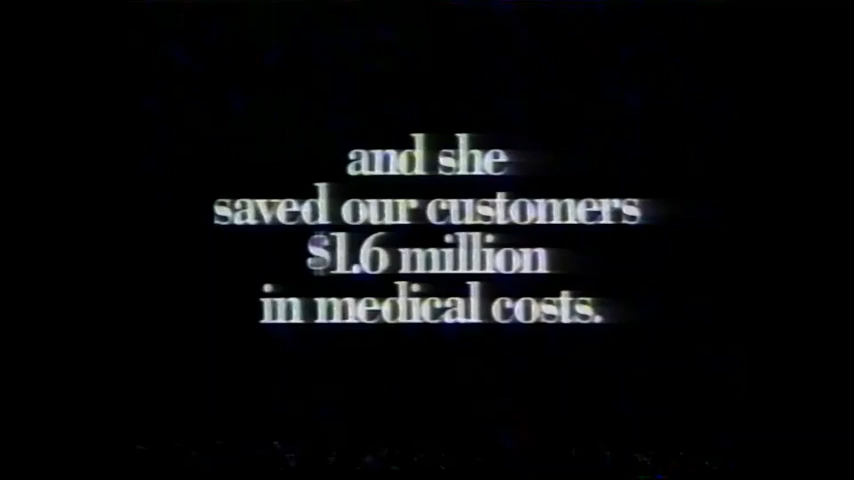 and she
saved our customers
$1.6 million
in medical costs.